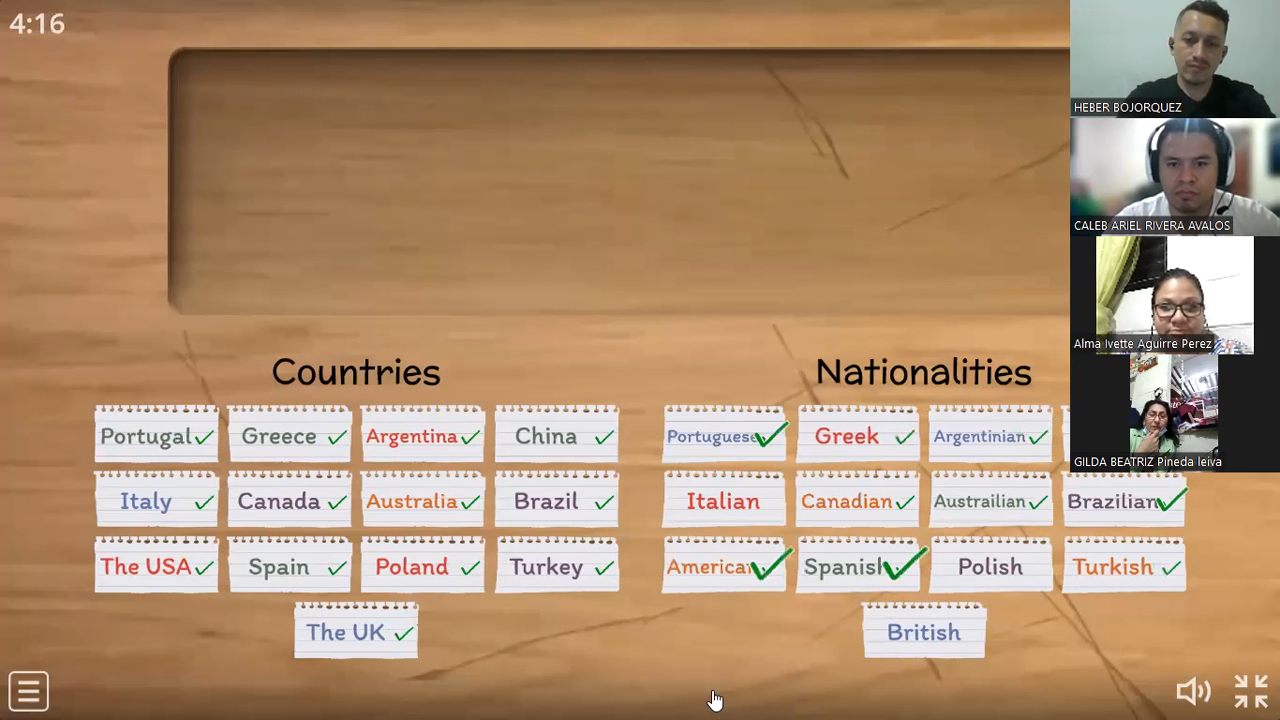 4:16
HEBER BOJORQUEZ
CALEB ARIEL RIVERA AVALOS
Alma Ivette Aguirre Perez
GILDA BEATRIZ Pineda leiva
Countries
Portugal Greece Argentina China
Italy Canada Australia Brazil
The USA Spain Poland Turkey
The UK
Nationalities
Portuguese Greek Argentinian
Italian Canadian Austrailian Brazilian
American Spanish Polish Turkish
British